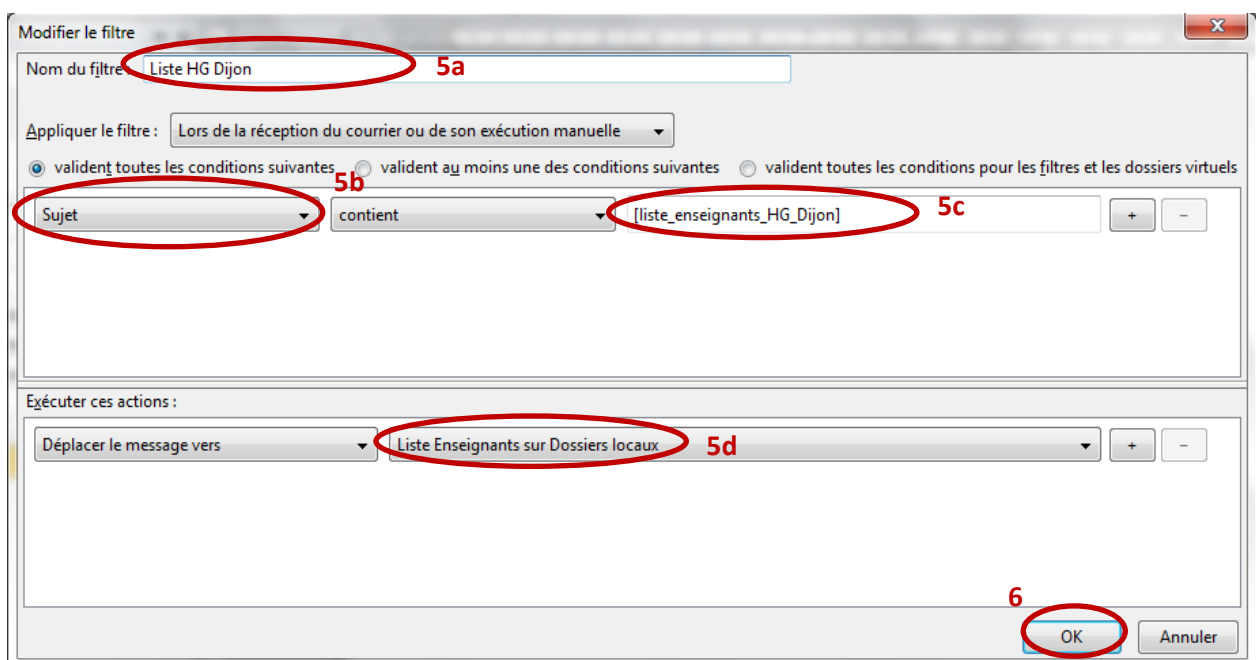 Modifier le filtre
Nom du filtre : Liste HG Dijon 5a
Appliquer le filtre : Lors de la réception du courrier ou de son exécution manuelle
valident toutes les conditions suivantes valident au moins une des conditions suivantes valident toutes les conditions pour les filtres et les dossiers virtuels
5b
Sujet contient [liste_enseignants_HG_Dijon] 5c + -
Exécuter ces actions :
Déplacer le message vers Liste Enseignants sur Dossiers locaux 5d + -
6
OK Annuler